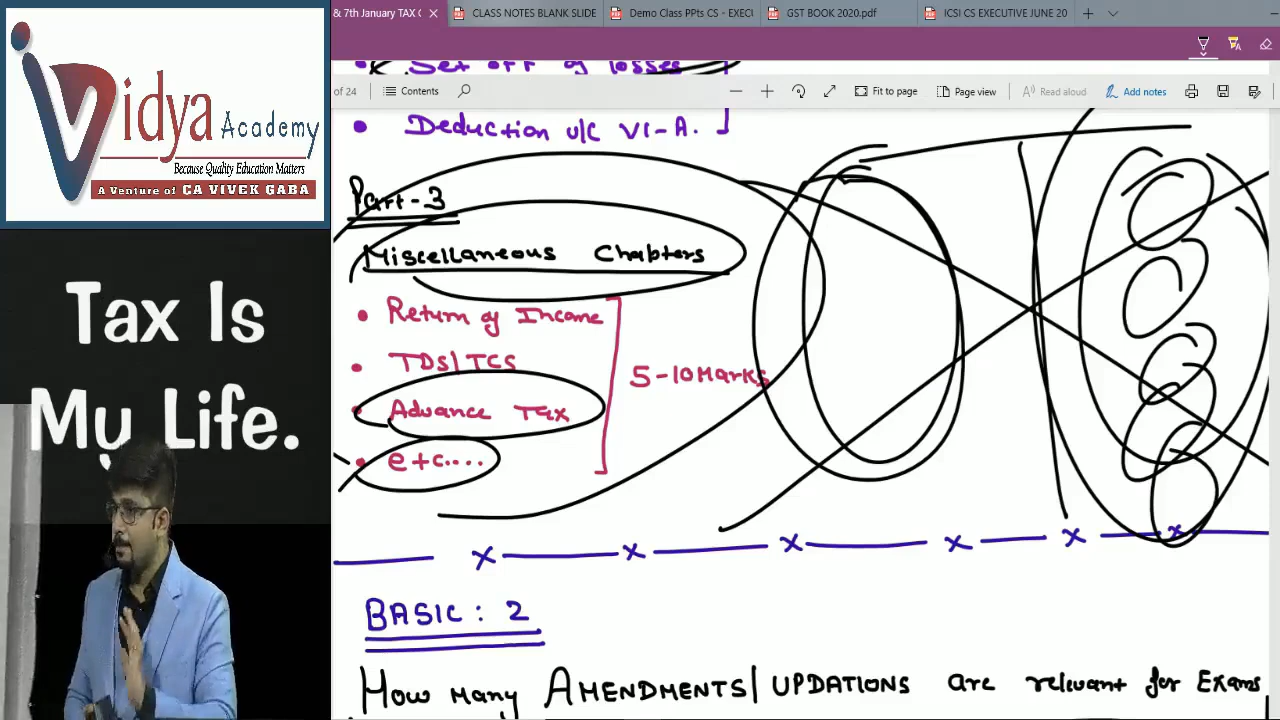 & 7th January TAX C
CLASS NOTES BLANK SLIDE
Demo Class PPts CS - EXECU
GST BOOK 2020.pdf
ICSI CS EXECUTIVE JUNE 20
of 24
Contents
Fit to page
Page view
Read aloud
Add notes
Vidya Academy
Because Quality Education Matters
A Venture of CA VIVEK GABA
Tax Is
My Life.
• Set off of losses
• Deduction u/c VI-A.
Part-3
Miscellaneous Chapters
• Return of Income
• TDS/TCS
• Advance Tax
• etc....
5-10 Marks
BASIC: 2
How many AMENDMENTS/UPDATIONS are relevant for Exams